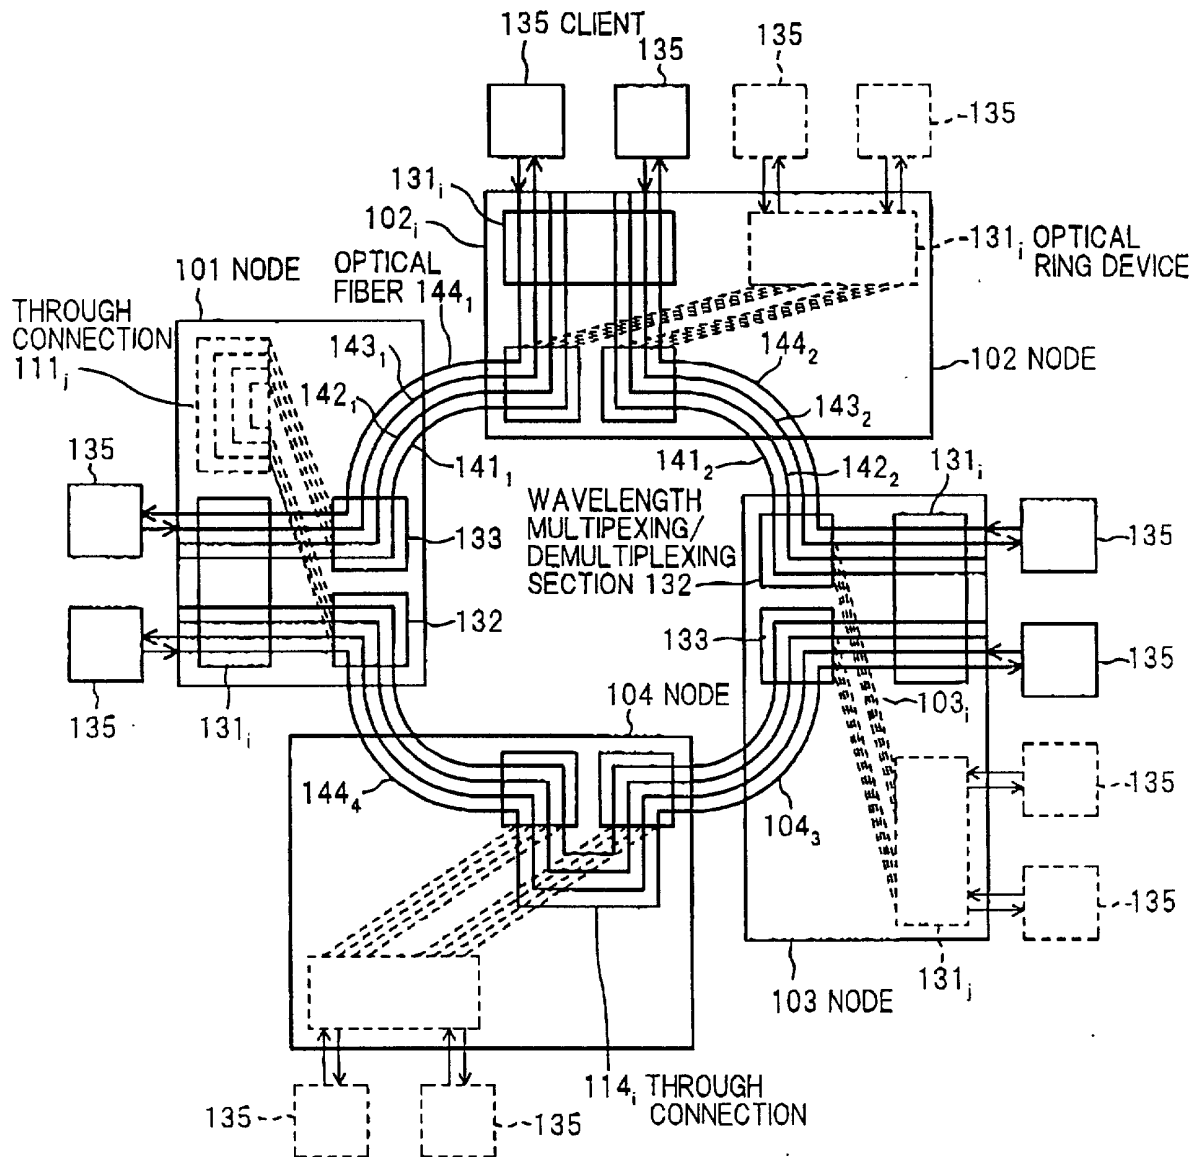 135 CLIENT
135
135
135
131i
102i
131i OPTICAL
RING DEVICE
OPTICAL
FIBER 144₁
101 NODE
THROUGH
CONNECTION
111j
143₁
142₁
141₁
102 NODE
144₂
143₂
142₂
141₂
131i
135
133
WAVELENGTH
MULTIPEXING/
DEMULTIPLEXING
SECTION 132
135
132
133
135
135
131i
104 NODE
103i
144₄
104₃
135
135
131j
103 NODE
114i THROUGH
CONNECTION
135
135